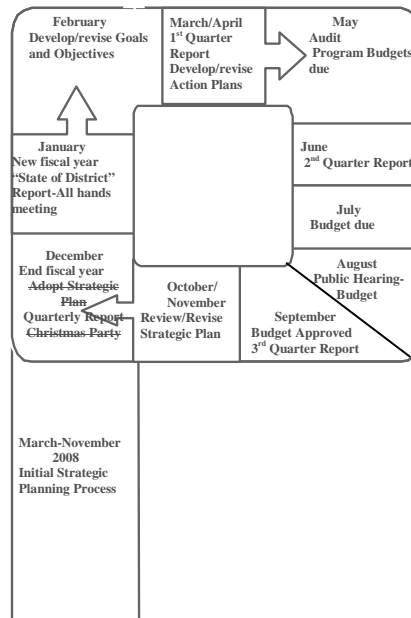 February
Develop/revise Goals
and Objectives
March/April
1st Quarter
Report
Develop/revise
Action Plans
May
Audit
Program Budgets
due
January
New fiscal year
“State of District”
Report-All hands
meeting
June
2nd Quarter Report
July
Budget due
August
Public Hearing-
Budget
September
Budget Approved
3rd Quarter Report
October/
November
Review/Revise
Strategic Plan
December
End fiscal year
Adopt Strategic
Plan
Quarterly Report
Christmas Party
March-November
2008
Initial Strategic
Planning Process